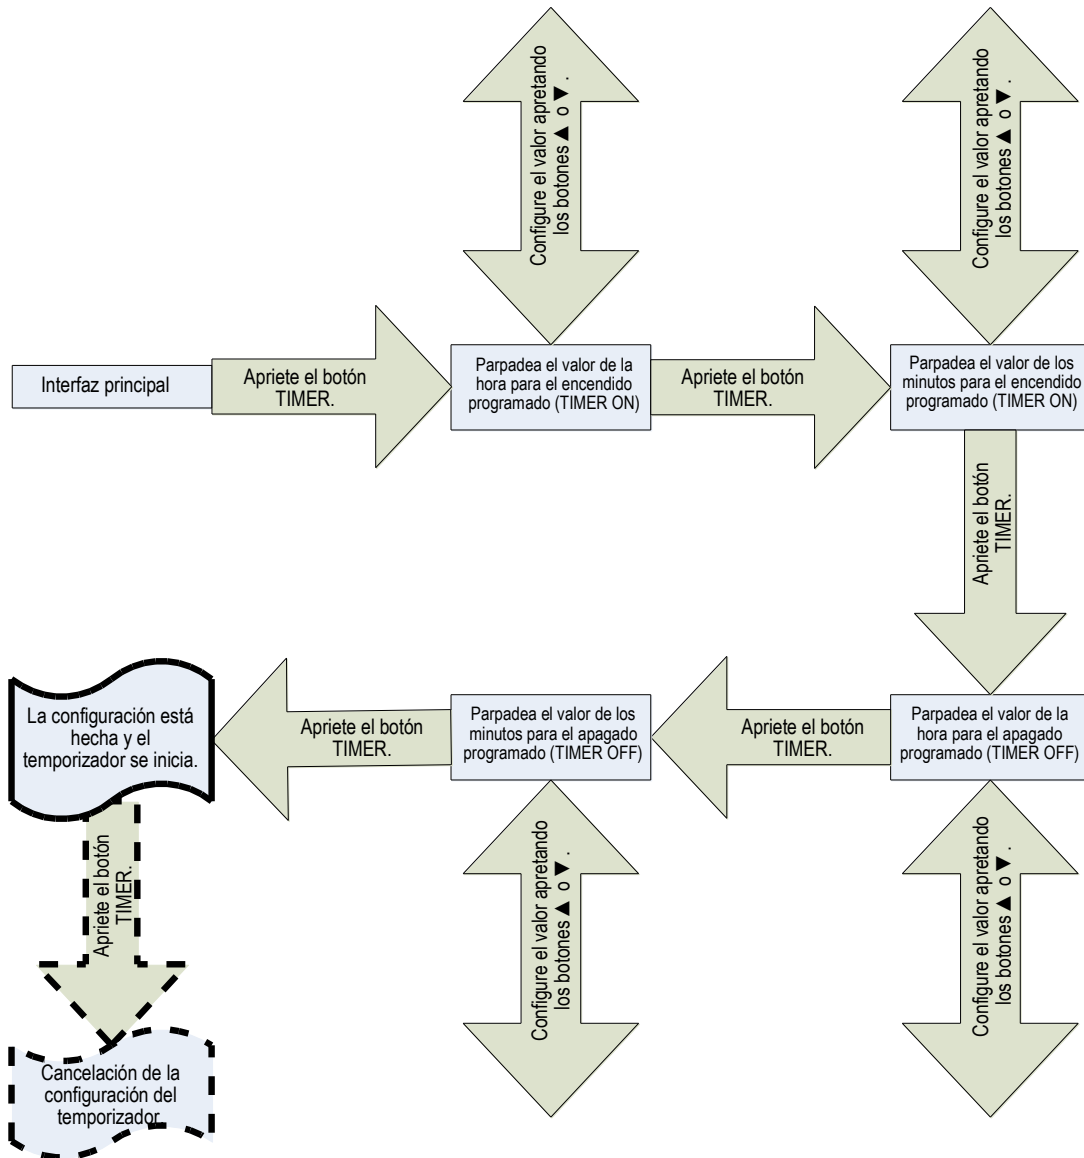 Configure el valor apretando
los botones ▲ o ▼ .
Configure el valor apretando
los botones ▲ o ▼ .
Interfaz principal
Apriete el botón
TIMER.
Parpadea el valor de la
hora para el encendido
programado (TIMER ON)
Apriete el botón
TIMER.
Parpadea el valor de los
minutos para el encendido
programado (TIMER ON)
Apriete el botón
TIMER.
La configuración está
hecha y el
temporizador se inicia.
Apriete el botón
TIMER.
Parpadea el valor de los
minutos para el apagado
programado (TIMER OFF)
Apriete el botón
TIMER.
Parpadea el valor de la
hora para el apagado
programado (TIMER OFF)
Apriete el botón
TIMER.
Configure el valor apretando
los botones ▲ o ▼ .
Configure el valor apretando
los botones ▲ o ▼ .
Cancelación de la
configuración del
temporizador.